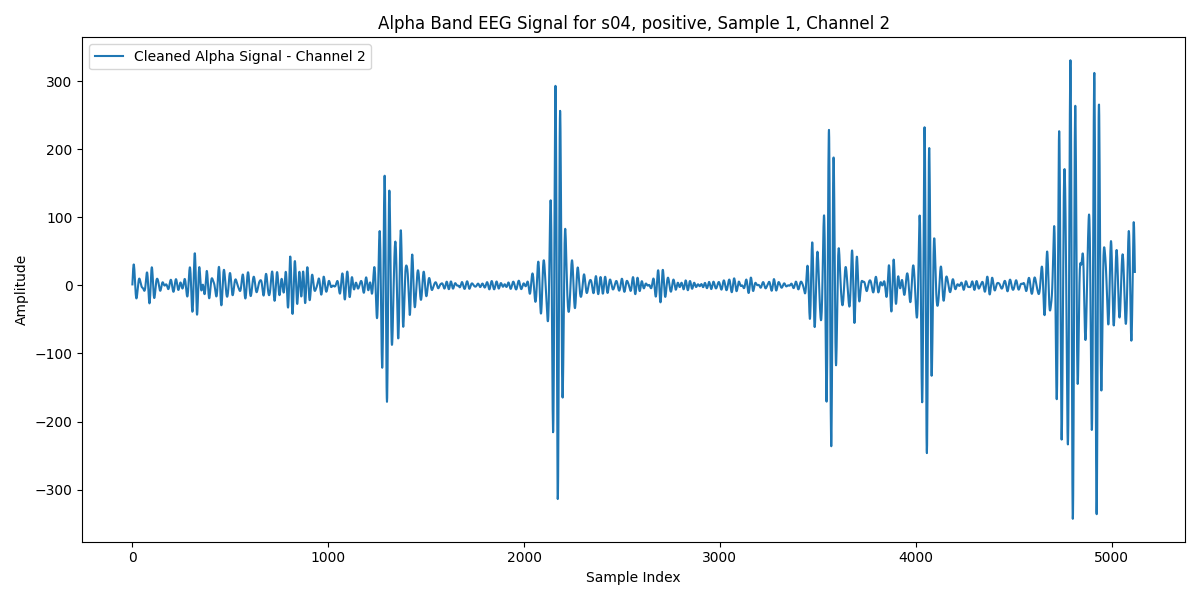 Alpha Band EEG Signal for s04, positive, Sample 1, Channel 2
Cleaned Alpha Signal - Channel 2
300
200
100
0
−100
−200
−300
Amplitude
0 1000 2000 3000 4000 5000
Sample Index